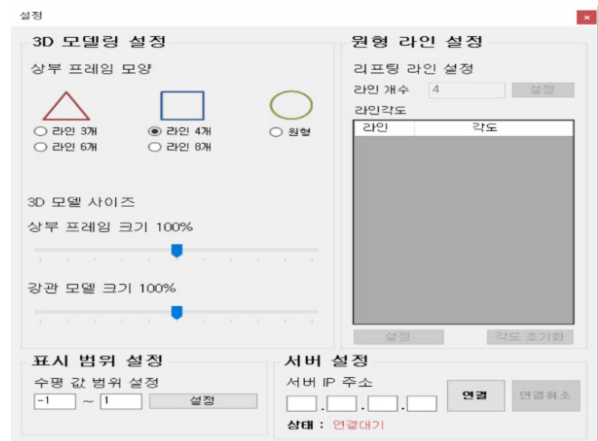 설정
3D 모델링 설정
상부 프레임 모양
라인 3개
라인 4개
원형
라인 6개
라인 8개
3D 모델 사이즈
상부 프레임 크기 100%
강관 모델 크기 100%
원형 라인 설정
리프팅 라인 설정
라인 개수 4 설정
라인각도
라인 각도
설정 각도 초기화
표시 범위 설정
수평 값 범위 설정
-1 ~ 1 설정
서버 설정
서버 IP 주소
. . . 연결 연결취소
상태 : 연결대기